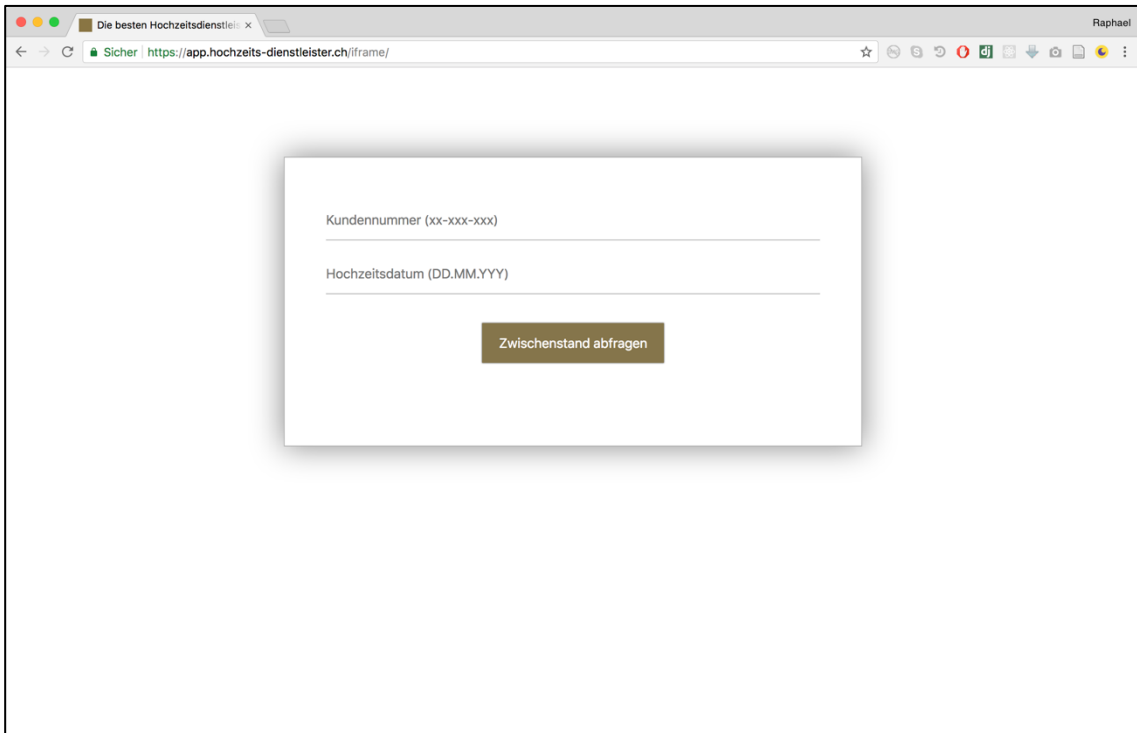 Die besten Hochzeitsdienstleis
Raphael
Sicher https://app.hochzeits-dienstleister.ch/iframe/
Kundennummer (xx-xxx-xxx)
Hochzeitsdatum (DD.MM.YYY)
Zwischenstand abfragen